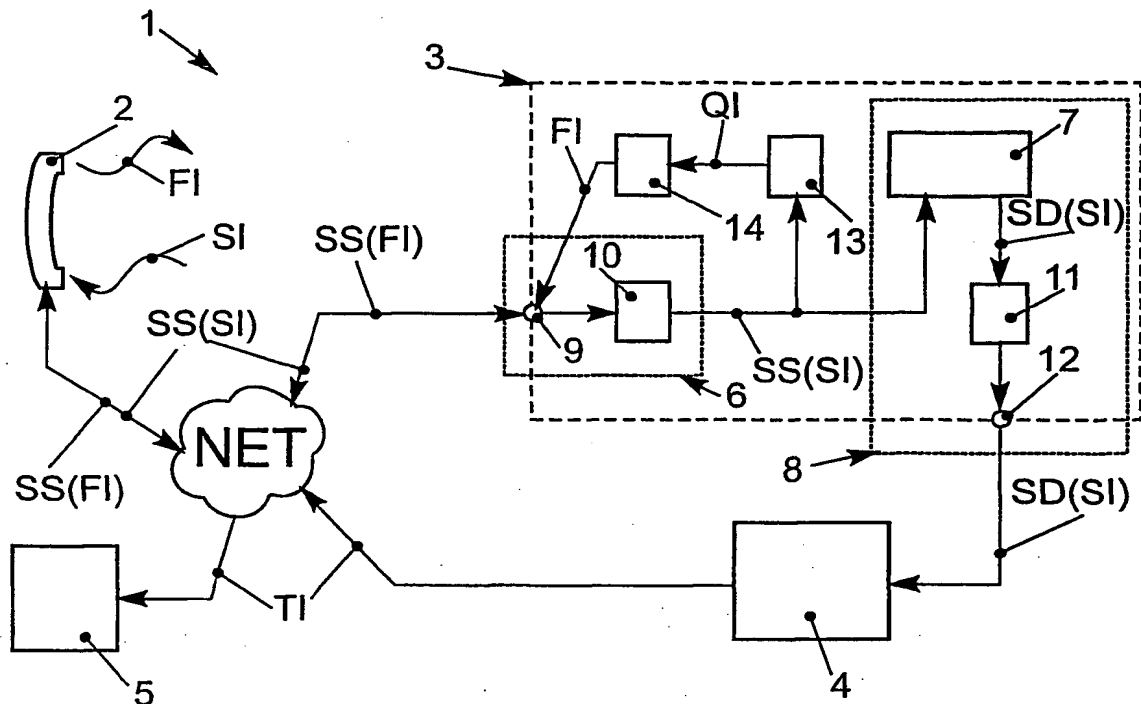 1
3
2
QI
7
FI
FI
14
13
SD(SI)
SI
SS(FI)
10
11
SS(SI)
9
SS(SI)
12
6
NET
8
SS(FI)
SD(SI)
TI
5
4